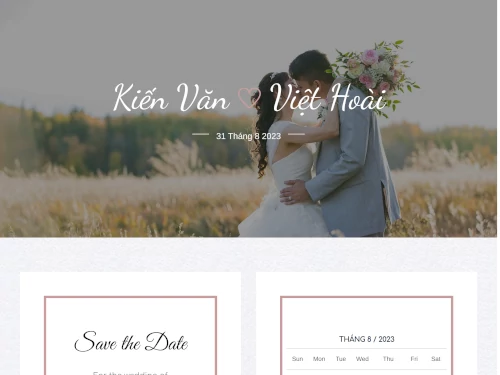 Kiến Văn Việt Hoài
31 Tháng 8 2023
Save the Date
For the wedding of
THÁNG 8 / 2023
Sun Mon Tue Wed Thu Fri Sat